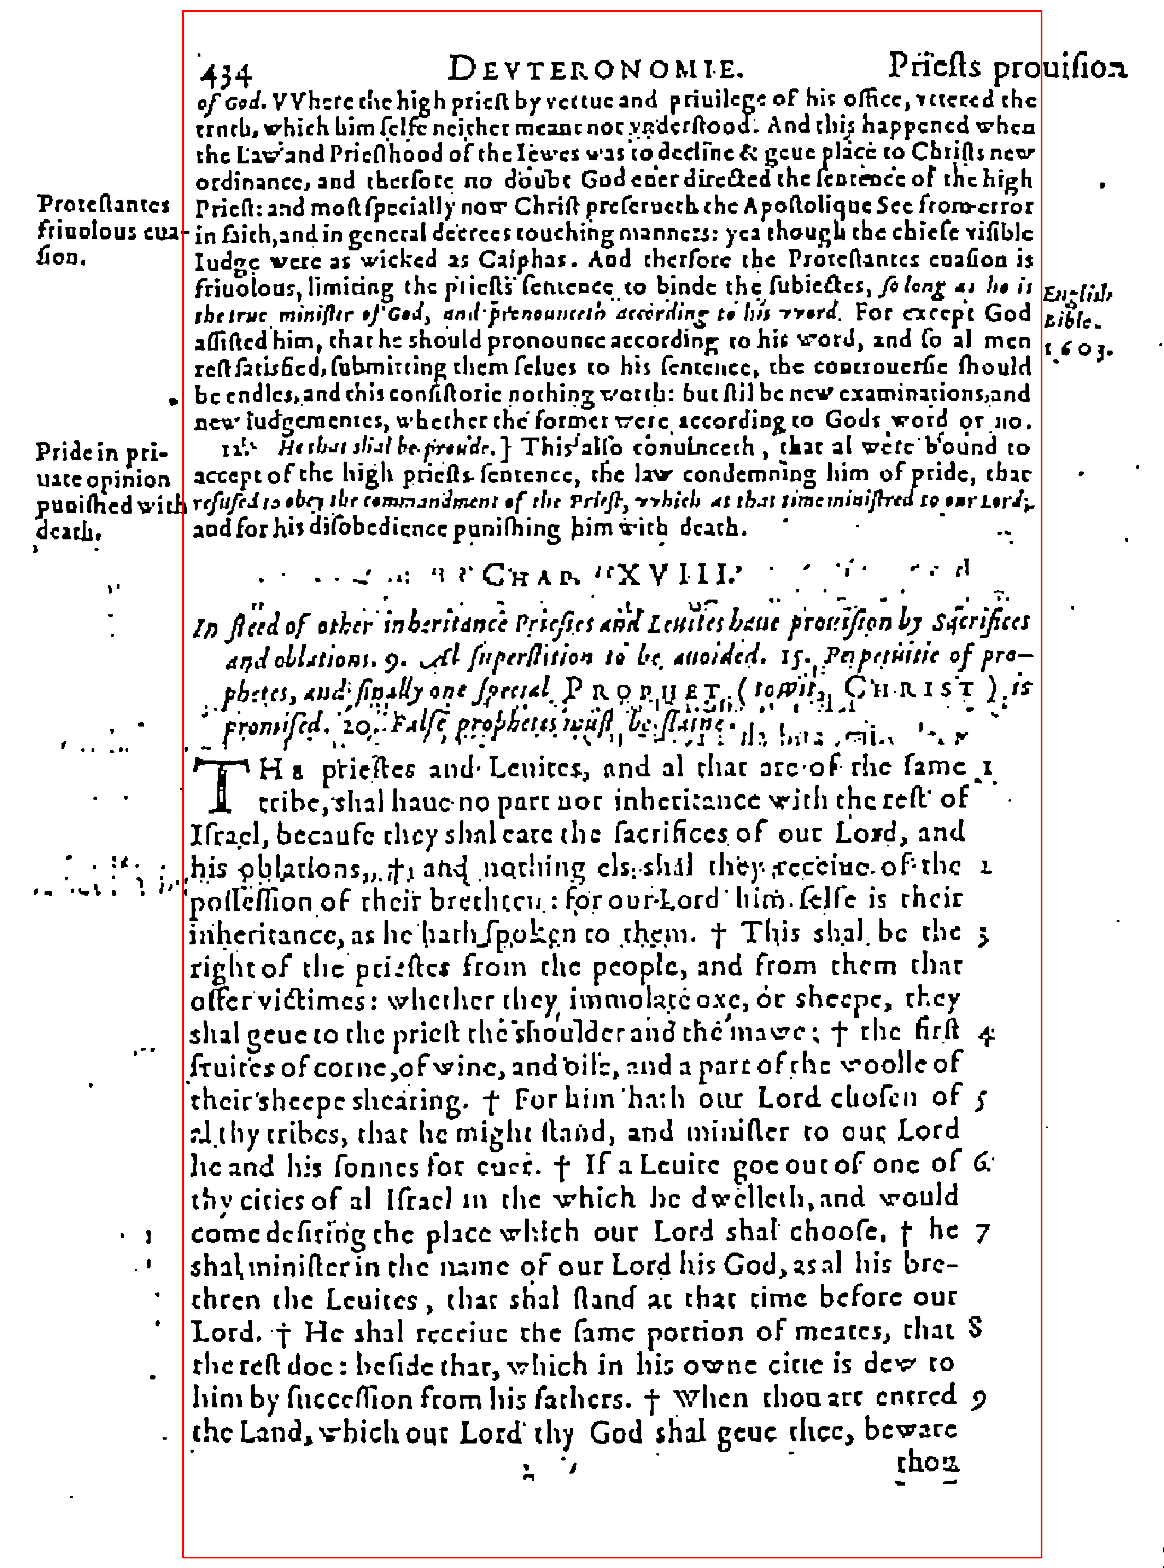 434 DEVTERONOMIE. Prieſts prouiſion
of God. VVhere the high prieſt by vertue and priuilege of his office, vttered the
truth, which him ſelfe neither meant nor vnderſtood. And this happened when
the Law and Prieſthood of the Iewes was to decline & geue place to Chriſts new
ordinance, and therfore no doubt God euer directed the ſentence of the high
Proteſtantes
friuolous eua-
ſion.
Prieſt: and moſt ſpecially now Chriſt preſerueth the Apoſtolique See from error
in faith, and in general decrees touching manners: yea though the chiefe viſible
Iudge were as wicked as Caiphas. And therfore the Proteſtantes euaſion is
friuolous, limiting the prieſts ſentence to binde the ſubiectes, ſo long as he is
the true miniſter of God, and pronounceth according to his vvord. For except God
Engliſh
Bible.
1603.
aſſiſted him, that he should pronounce according to his word, and ſo al men
reſt ſatisfied, ſubmitting them ſelues to his ſentence, the controuerſie ſhould
be endles, and this conſiſtorie nothing worth: but ſtil be new examinations, and
new Iudgementes, whether the former were according to Gods word or no.
Pride in pri-
uate opinion
puniſhed with
death.
12. He that shal be proude.] This alſo conuinceth, that al were bound to
accept of the high prieſts ſentence, the law condemning him of pride, that
refuſed to obey the commandment of the Prieſt, vvhich at that time miniſtred to our Lord,
and for his diſobedience puniſhing him with death.
CHAP. XVIII.
In ſteed of other inheritance Prieſtes and Leuites haue prouiſion by Sacrifices
and oblations. 9. Al ſuperſtition to be auoided. 15. Perpetuitie of pro-
phetes, and finally one ſpecial PROPHET (to wit, CHRIST) is
promiſed. 20. Falſe prophetes muſt be ſlaine.
THE prieſtes and Leuites, and al that are of the ſame 1
tribe, shal haue no part nor inheritance with the reſt of
Iſrael, becauſe they shal eate the ſacrifices of our Lord, and
his oblations, † and nothing els shal they receiue of the 2
poſſeſſion of their brethren: for our Lord him ſelfe is their
inheritance, as he hath ſpoken to them. † This shal be the 3
right of the prieſtes from the people, and from them that
offer victimes: whether they immolate oxe, or sheepe, they
shal geue to the prieſt the shoulder and the mawe: † the firſt 4
fruites of corne, of wine, and oile, and a part of the woolle of
their sheepe shearing. † For him hath our Lord choſen of 5
al thy tribes, that he might ſtand, and miniſter to our Lord
he and his ſonnes for euer. † If a Leuite goe out of one of 6
thy cities of al Iſrael in the which he dwelleth, and would
come deſiring the place which our Lord shal chooſe, † he 7
shal miniſter in the name of our Lord his God, as al his bre-
thren the Leuites, that shal ſtand at that time before our
Lord. † He shal receiue the ſame portion of meates, that 8
the reſt doe: beſide that, which in his owne citie is dew to
him by ſucceſſion from his fathers. † When thou art entred 9
the Land, which our Lord thy God shal geue thee, beware
thou